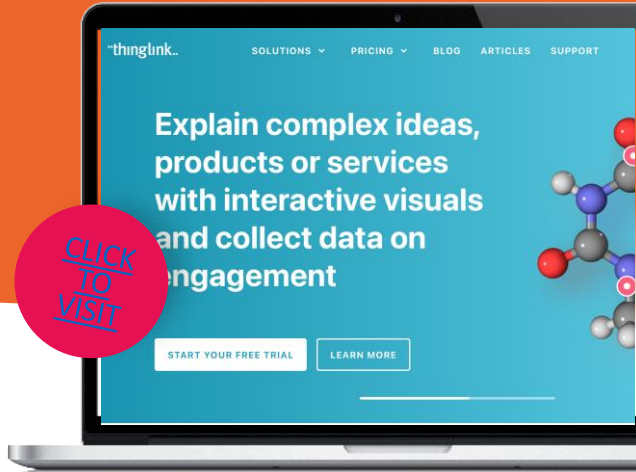 thinglink..
SOLUTIONS
PRICING
BLOG
ARTICLES
SUPPORT
Explain complex ideas,
products or services
with interactive visuals
and collect data on
engagement
CLICK
TO
VISIT
START YOUR FREE TRIAL
LEARN MORE